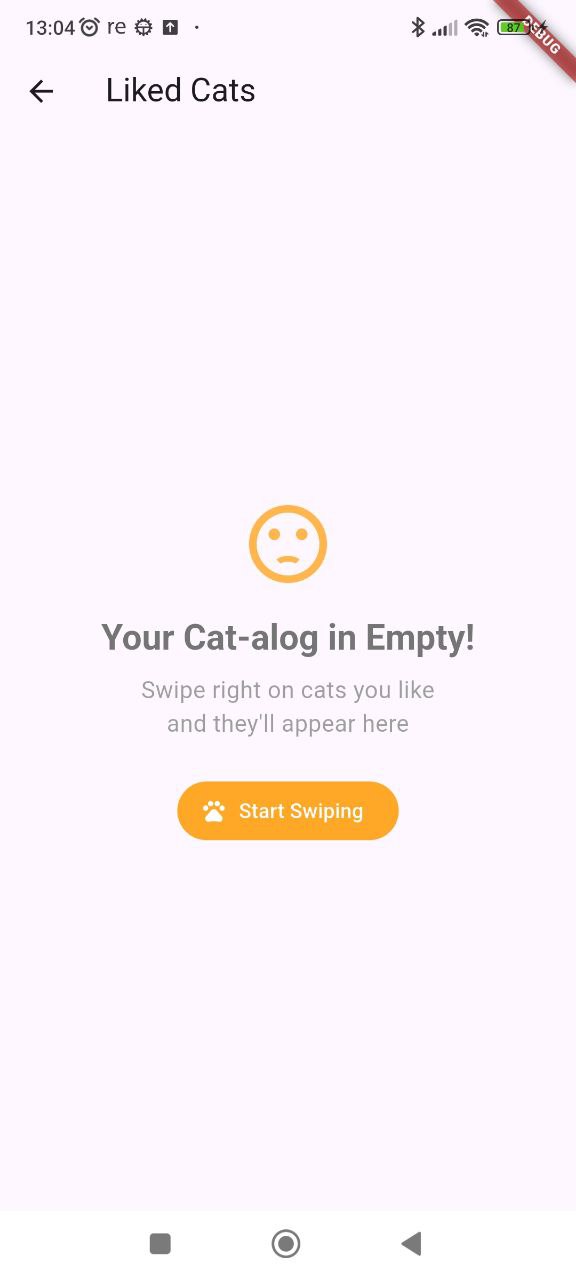 13:04 re 87
DEBUG
Liked Cats
Your Cat-alog in Empty!
Swipe right on cats you like
and they'll appear here
Start Swiping